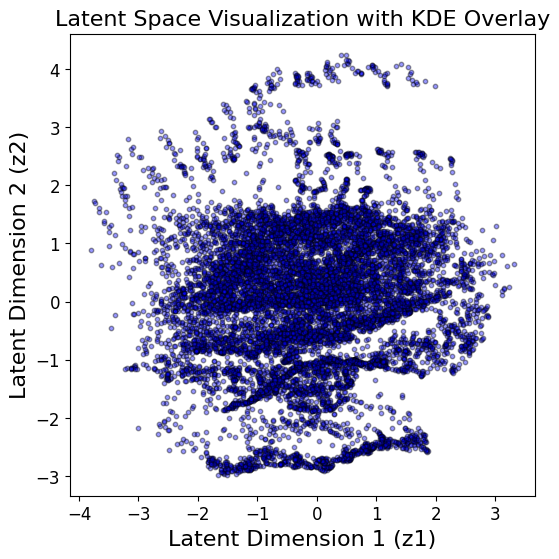 Latent Space Visualization with KDE Overlay
4
3
2
1
0
−1
−2
−3
Latent Dimension 2 (z2)
−4 −3 −2 −1 0 1 2 3
Latent Dimension 1 (z1)